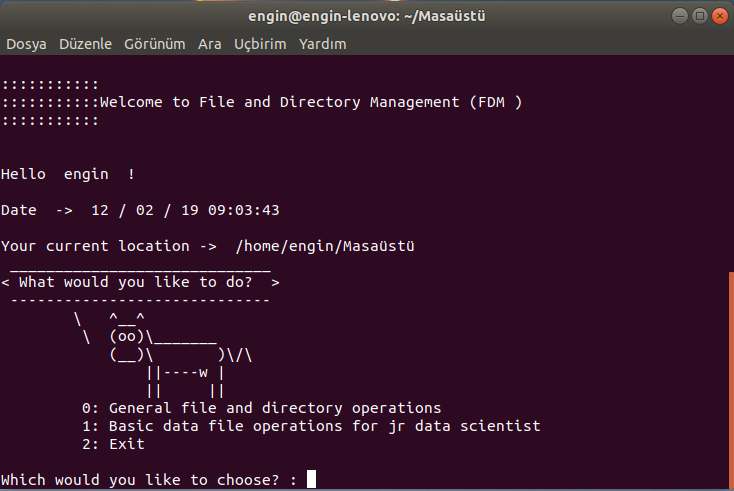 engin@engin-lenovo: ~/Masaüstü
Dosya Düzenle Görünüm Ara Uçbirim Yardım
:::::::::::
:::::::::::Welcome to File and Directory Management (FDM )
:::::::::::
Hello  engin  !
Date  ->  12 / 02 / 19 09:03:43
Your current location ->  /home/engin/Masaüstü
 _____________________________
< What would you like to do?  >
 -----------------------------
        \   ^__^
         \  (oo)\_______
            (__)\       )\/\
                ||----w |
                ||     ||
         0: General file and directory operations
         1: Basic data file operations for jr data scientist
         2: Exit
Which would you like to choose? :